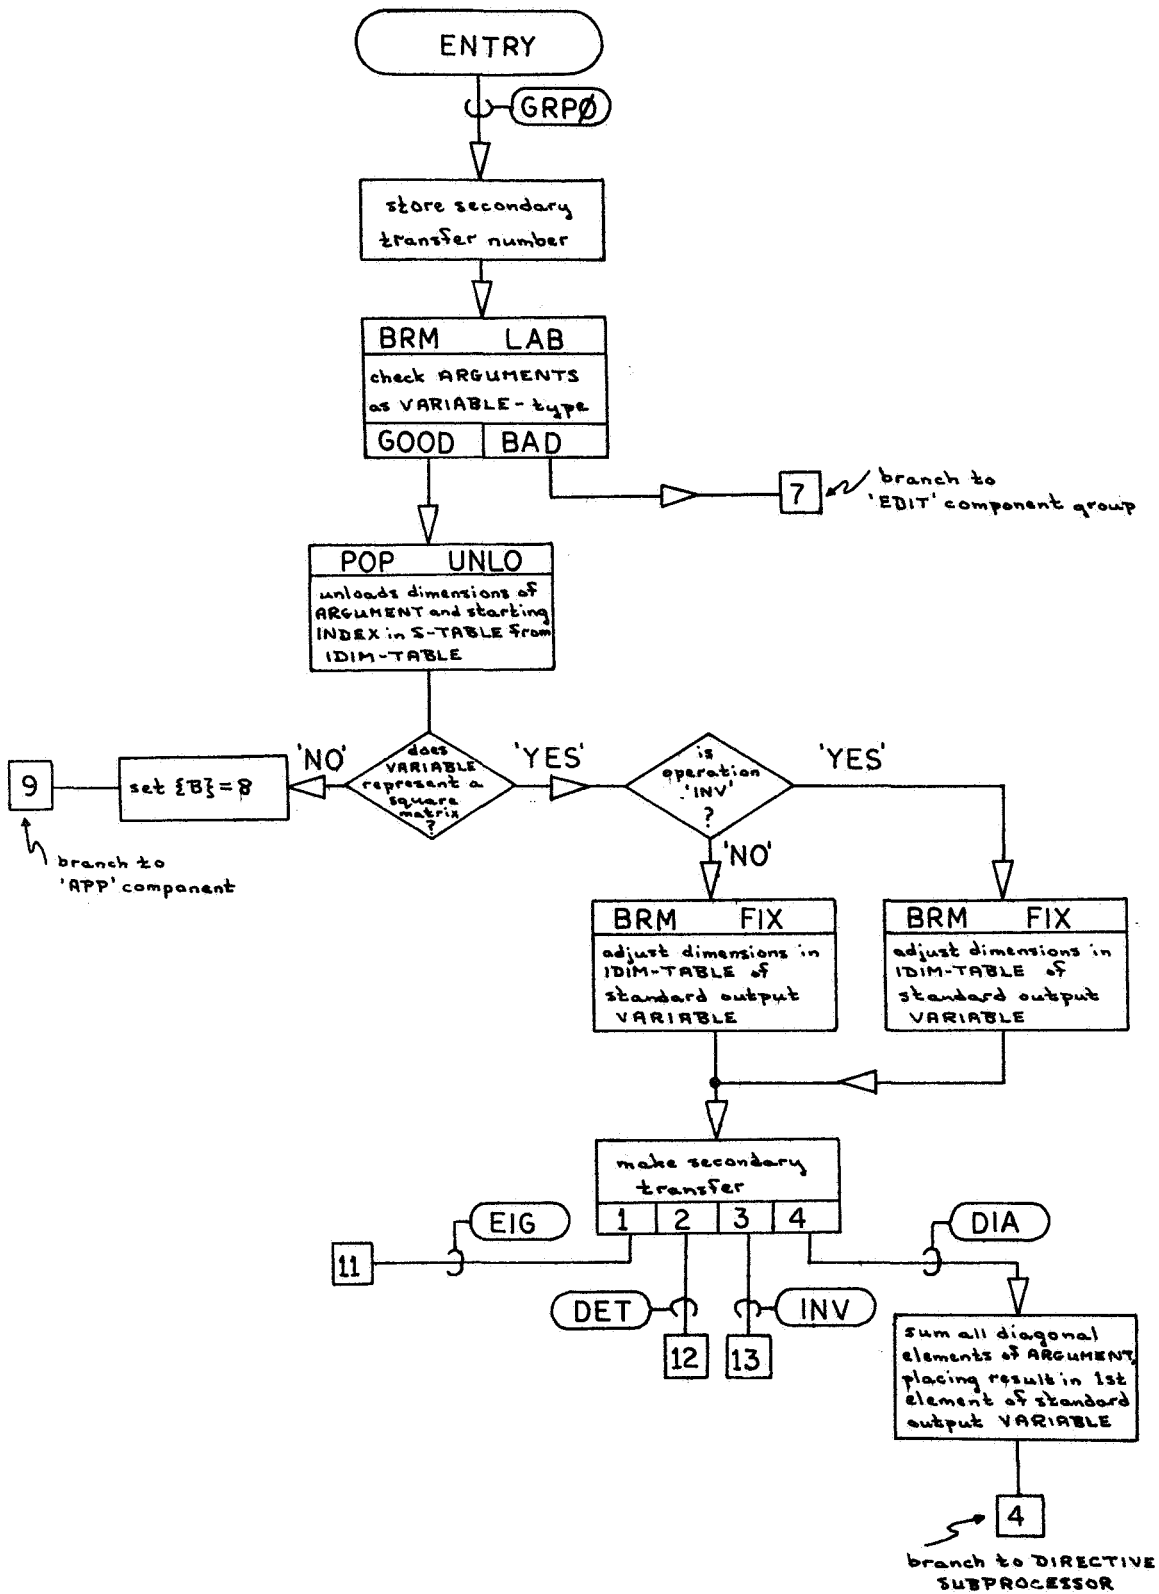 ENTRY
GRPØ
store secondary
transfer number
BRM LAB
check ARGUMENTS
as VARIABLE-type
GOOD BAD
7
branch to
'EDIT' component group
POP UNLO
unloads dimensions of
ARGUMENT and starting
INDEX in S-TABLE from
IDIM-TABLE
does
VARIABLE
represent a
square
matrix
?
'NO'
set {B}=8
9
branch to
'APP' component
'YES'
is
operation
'INV'
?
'YES'
'NO'
BRM FIX
adjust dimensions in
IDIM-TABLE of
standard output
VARIABLE
BRM FIX
adjust dimensions in
IDIM-TABLE of
standard output
VARIABLE
make secondary
transfer
1 2 3 4
EIG
11
DET
12
INV
13
DIA
sum all diagonal
elements of ARGUMENT,
placing result in 1st
element of standard
output VARIABLE
4
branch to DIRECTIVE
SUBPROCESSOR